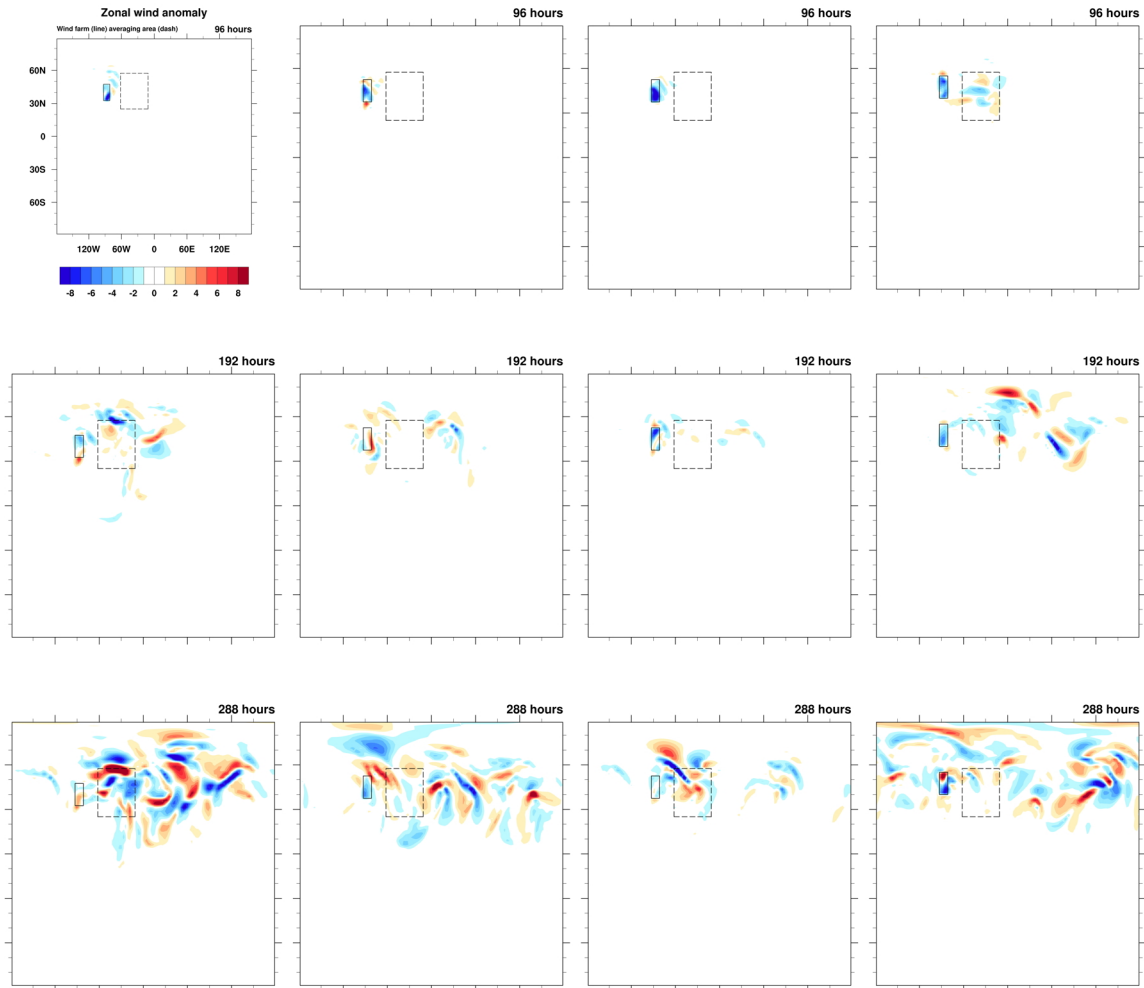 Zonal wind anomaly
Wind farm (line) averaging area (dash) 96 hours
60N
30N
0
30S
60S
120W 60W 0 60E 120E
-8 -6 -4 -2 0 2 4 6 8
96 hours
96 hours
96 hours
192 hours
192 hours
192 hours
192 hours
288 hours
288 hours
288 hours
288 hours